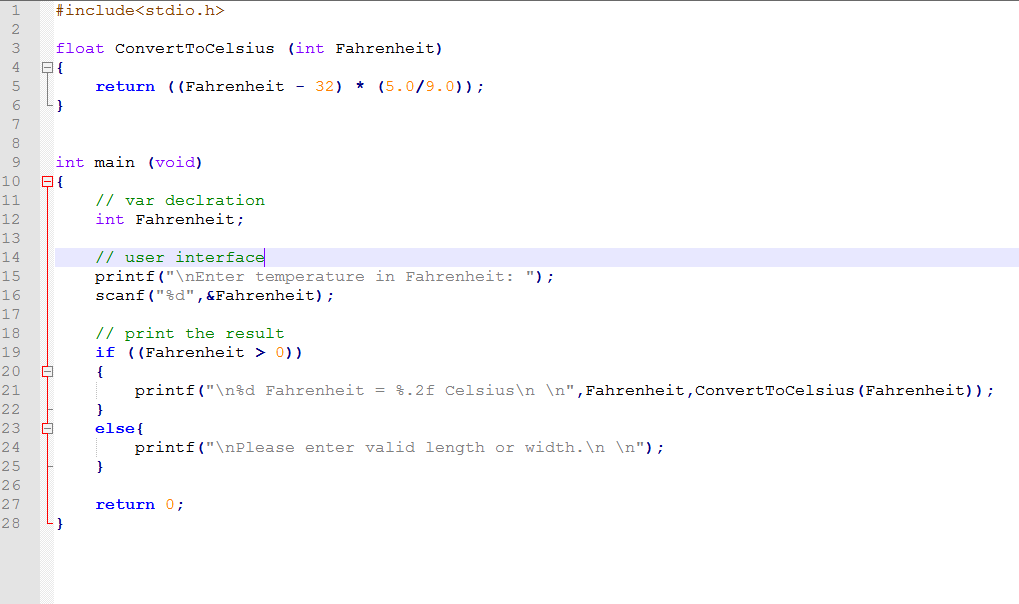 1 #include<stdio.h>
2
3 float ConvertToCelsius (int Fahrenheit)
4 {
5     return ((Fahrenheit - 32) * (5.0/9.0));
6 }
7
8
9 int main (void)
10 {
11     // var declration
12     int Fahrenheit;
13
14     // user interface
15     printf("\nEnter temperature in Fahrenheit: ");
16     scanf("%d",&Fahrenheit);
17
18     // print the result
19     if ((Fahrenheit > 0))
20     {
21         printf("\n%d Fahrenheit = %.2f Celsius\n \n",Fahrenheit,ConvertToCelsius(Fahrenheit));
22     }
23     else{
24         printf("\nPlease enter valid length or width.\n \n");
25     }
26
27     return 0;
28 }